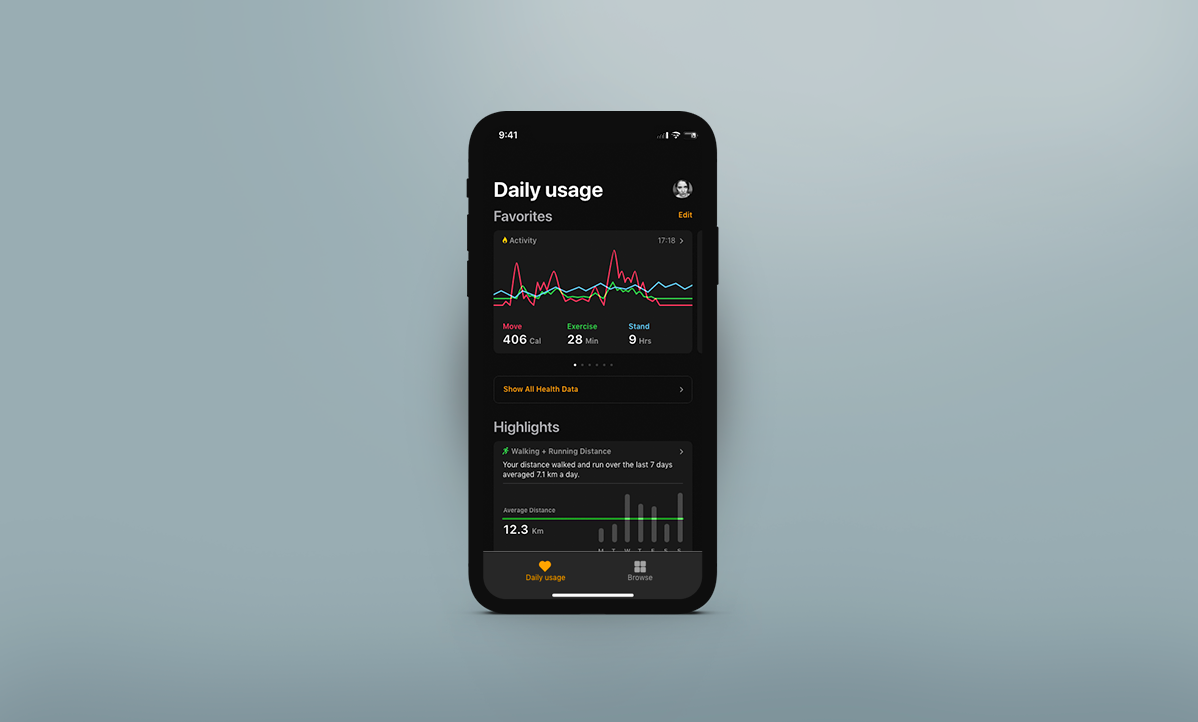 9:41
Daily usage
Favorites
Edit
Activity
17:18
Move
Exercise
Stand
406 Cal
28 Min
9 Hrs
Show All Health Data
Highlights
Walking + Running Distance
Your distance walked and run over the last 7 days
averaged 7.1 km a day.
Average Distance
12.3 Km
M T W T F S S
Daily usage
Browse